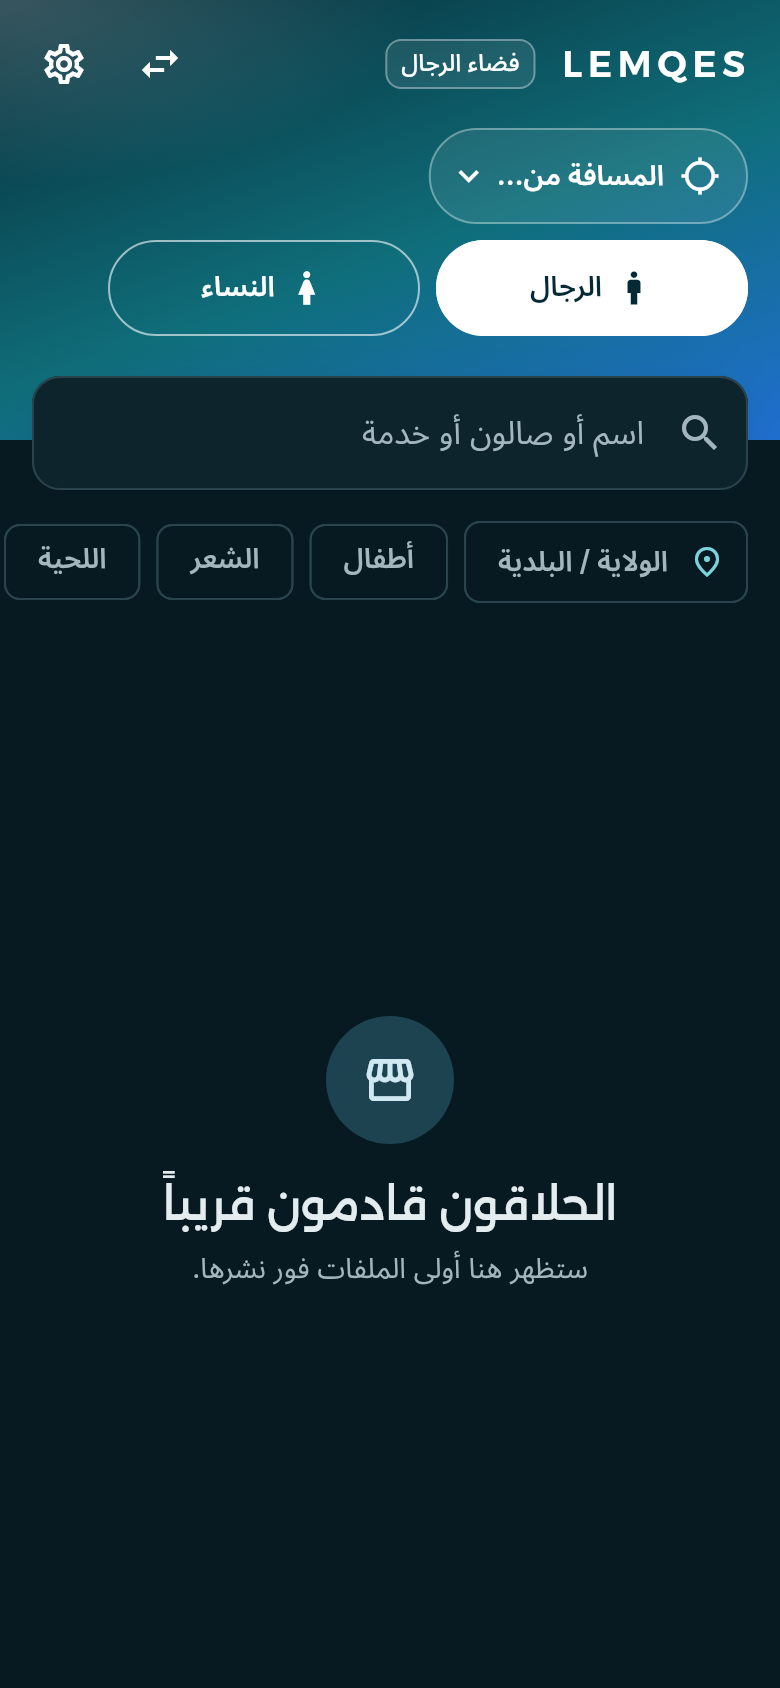 LEMQES
فضاء الرجال
المسافة من...
الرجال
النساء
اسم أو صالون أو خدمة
الولاية / البلدية
أطفال
الشعر
اللحية
الحلاقون قادمون قريباً
ستظهر هنا أولى الملفات فور نشرها.